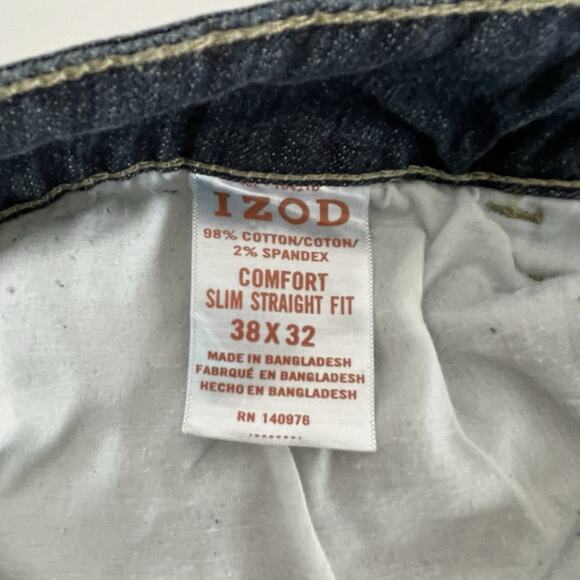 IZOD
98% COTTON/COTON/
2% SPANDEX
COMFORT
SLIM STRAIGHT FIT
38 X 32
MADE IN BANGLADESH
FABRIQUÉ EN BANGLADESH
HECHO EN BANGLADESH
RN 140976